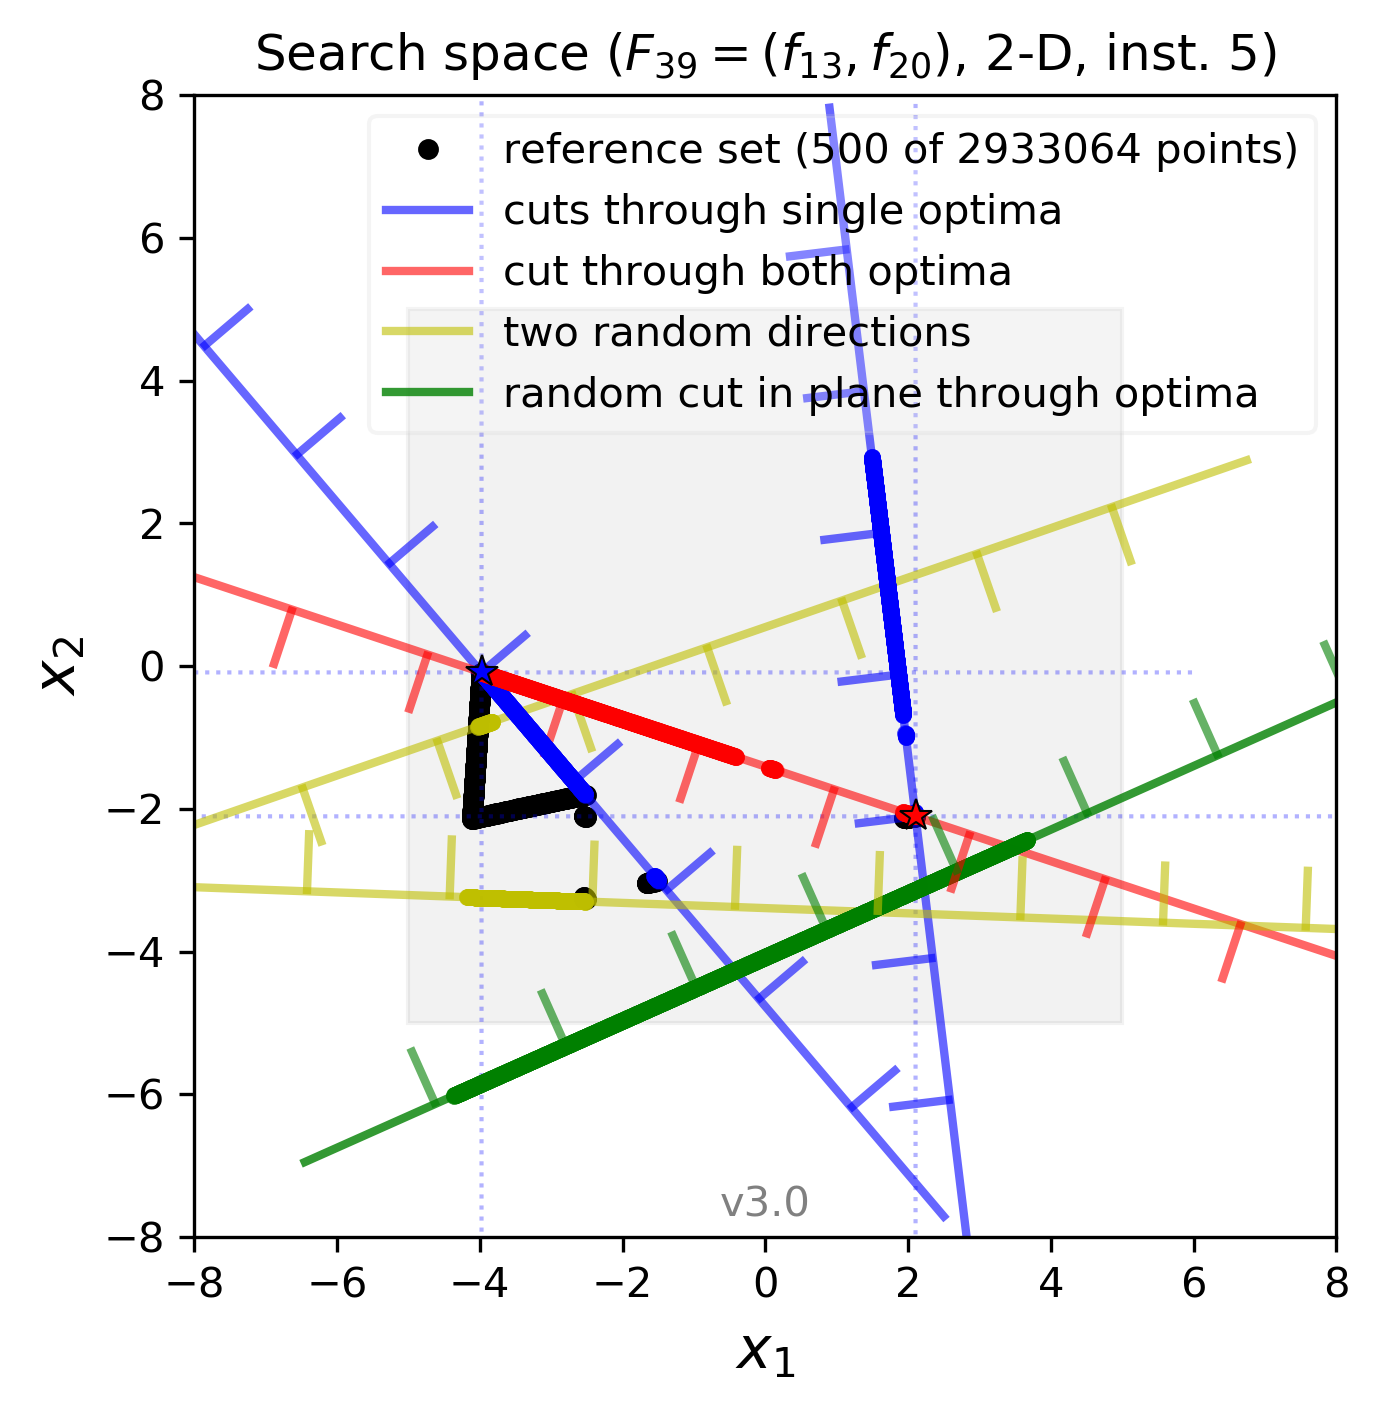 Search space (F₃₉ = (f₁₃, f₂₀), 2-D, inst. 5)
reference set (500 of 2933064 points)
cuts through single optima
cut through both optima
two random directions
random cut in plane through optima
8
6
4
2
0
−2
−4
−6
−8
x₂
v3.0
−8 −6 −4 −2 0 2 4 6 8
x₁